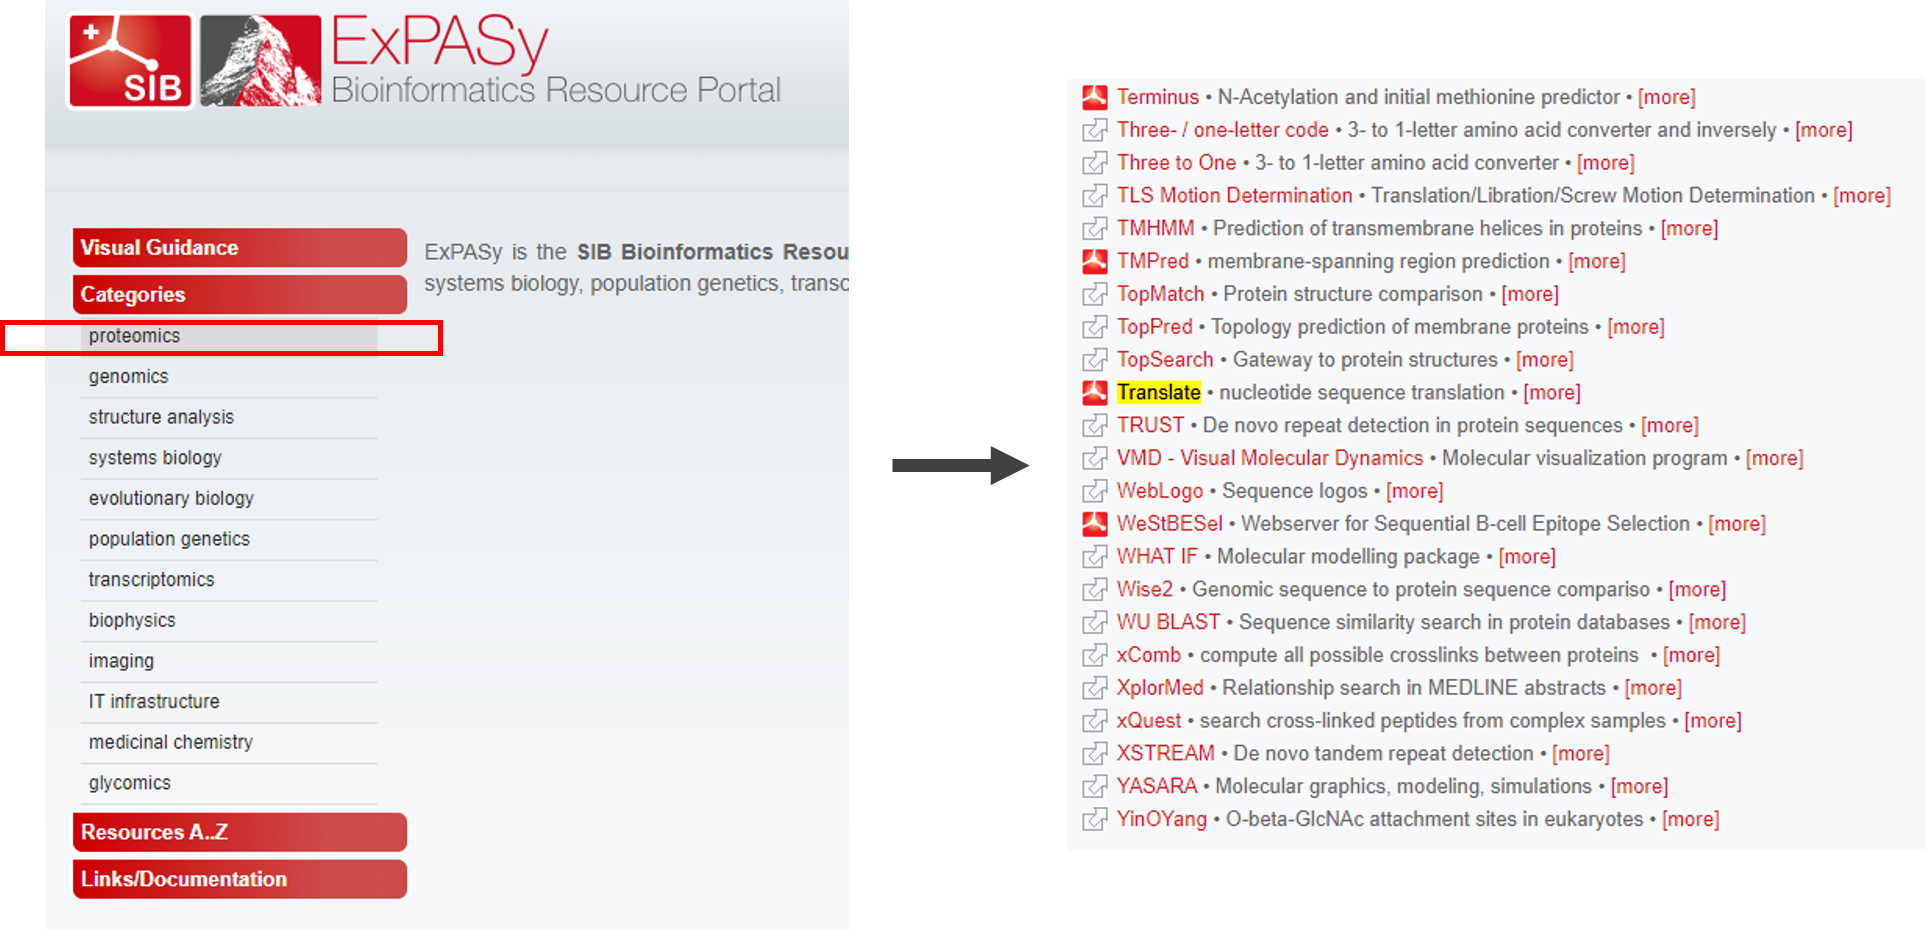 SIB
ExPASy
Bioinformatics Resource Portal
Visual Guidance
Categories
proteomics
genomics
structure analysis
systems biology
evolutionary biology
population genetics
transcriptomics
biophysics
imaging
IT infrastructure
medicinal chemistry
glycomics
Resources A..Z
Links/Documentation
ExPASy is the SIB Bioinformatics Resou
systems biology, population genetics, transc
Terminus • N-Acetylation and initial methionine predictor • [more]
Three- / one-letter code • 3- to 1-letter amino acid converter and inversely • [more]
Three to One • 3- to 1-letter amino acid converter • [more]
TLS Motion Determination • Translation/Libration/Screw Motion Determination • [more]
TMHMM • Prediction of transmembrane helices in proteins • [more]
TMPred • membrane-spanning region prediction • [more]
TopMatch • Protein structure comparison • [more]
TopPred • Topology prediction of membrane proteins • [more]
TopSearch • Gateway to protein structures • [more]
Translate • nucleotide sequence translation • [more]
TRUST • De novo repeat detection in protein sequences • [more]
VMD - Visual Molecular Dynamics • Molecular visualization program • [more]
WebLogo • Sequence logos • [more]
WeStBESel • Webserver for Sequential B-cell Epitope Selection • [more]
WHAT IF • Molecular modelling package • [more]
Wise2 • Genomic sequence to protein sequence compariso • [more]
WU BLAST • Sequence similarity search in protein databases • [more]
xComb • compute all possible crosslinks between proteins • [more]
XplorMed • Relationship search in MEDLINE abstracts • [more]
xQuest • search cross-linked peptides from complex samples • [more]
XSTREAM • De novo tandem repeat detection • [more]
YASARA • Molecular graphics, modeling, simulations • [more]
YinOYang • O-beta-GlcNAc attachment sites in eukaryotes • [more]